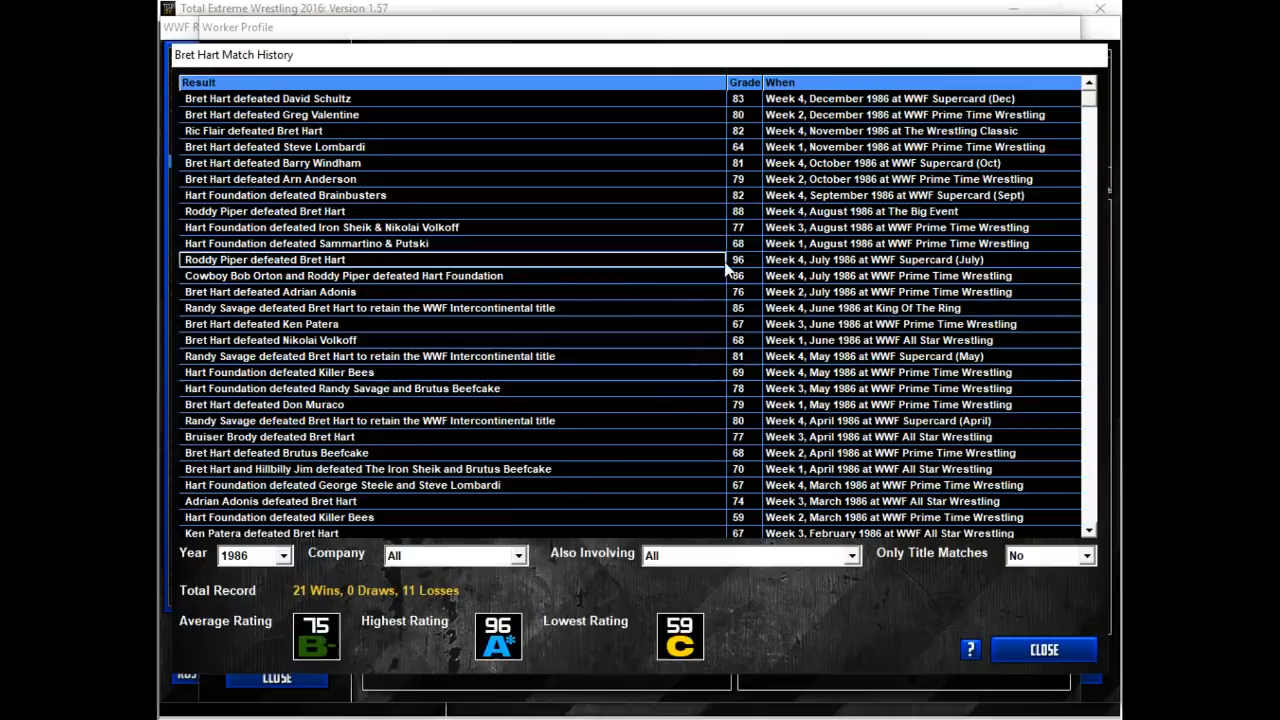 Total Extreme Wrestling 2016: Version 1.57
WWF R Worker Profile
Bret Hart Match History
Result Grade When
Bret Hart defeated David Schultz 83 Week 4, December 1986 at WWF Supercard (Dec)
Bret Hart defeated Greg Valentine 80 Week 2, December 1986 at WWF Prime Time Wrestling
Ric Flair defeated Bret Hart 82 Week 4, November 1986 at The Wrestling Classic
Bret Hart defeated Steve Lombardi 64 Week 1, November 1986 at WWF Prime Time Wrestling
Bret Hart defeated Barry Windham 81 Week 4, October 1986 at WWF Supercard (Oct)
Bret Hart defeated Arn Anderson 79 Week 2, October 1986 at WWF Prime Time Wrestling
Hart Foundation defeated Brainbusters 82 Week 4, September 1986 at WWF Supercard (Sept)
Roddy Piper defeated Bret Hart 88 Week 4, August 1986 at The Big Event
Hart Foundation defeated Iron Sheik & Nikolai Volkoff 77 Week 3, August 1986 at WWF Prime Time Wrestling
Hart Foundation defeated Sammartino & Putski 68 Week 1, August 1986 at WWF Prime Time Wrestling
Roddy Piper defeated Bret Hart 96 Week 4, July 1986 at WWF Supercard (July)
Cowboy Bob Orton and Roddy Piper defeated Hart Foundation 86 Week 4, July 1986 at WWF Prime Time Wrestling
Bret Hart defeated Adrian Adonis 76 Week 2, July 1986 at WWF Prime Time Wrestling
Randy Savage defeated Bret Hart to retain the WWF Intercontinental title 85 Week 4, June 1986 at King Of The Ring
Bret Hart defeated Ken Patera 67 Week 3, June 1986 at WWF Prime Time Wrestling
Bret Hart defeated Nikolai Volkoff 68 Week 1, June 1986 at WWF All Star Wrestling
Randy Savage defeated Bret Hart to retain the WWF Intercontinental title 81 Week 4, May 1986 at WWF Supercard (May)
Hart Foundation defeated Killer Bees 69 Week 4, May 1986 at WWF Prime Time Wrestling
Hart Foundation defeated Randy Savage and Brutus Beefcake 78 Week 3, May 1986 at WWF Prime Time Wrestling
Bret Hart defeated Don Muraco 79 Week 1, May 1986 at WWF Prime Time Wrestling
Randy Savage defeated Bret Hart to retain the WWF Intercontinental title 80 Week 4, April 1986 at WWF Supercard (April)
Bruiser Brody defeated Bret Hart 77 Week 3, April 1986 at WWF All Star Wrestling
Bret Hart defeated Brutus Beefcake 68 Week 2, April 1986 at WWF Prime Time Wrestling
Bret Hart and Hillbilly Jim defeated The Iron Sheik and Brutus Beefcake 70 Week 1, April 1986 at WWF All Star Wrestling
Hart Foundation defeated George Steele and Steve Lombardi 67 Week 4, March 1986 at WWF Prime Time Wrestling
Adrian Adonis defeated Bret Hart 74 Week 3, March 1986 at WWF All Star Wrestling
Hart Foundation defeated Killer Bees 59 Week 2, March 1986 at WWF Prime Time Wrestling
Ken Patera defeated Bret Hart 67 Week 3, February 1986 at WWF All Star Wrestling
Year 1986 Company All Also Involving All Only Title Matches No
Total Record 21 Wins, 0 Draws, 11 Losses
Average Rating 75 B- Highest Rating 96 A* Lowest Rating 59 C
? CLOSE
CLOSE